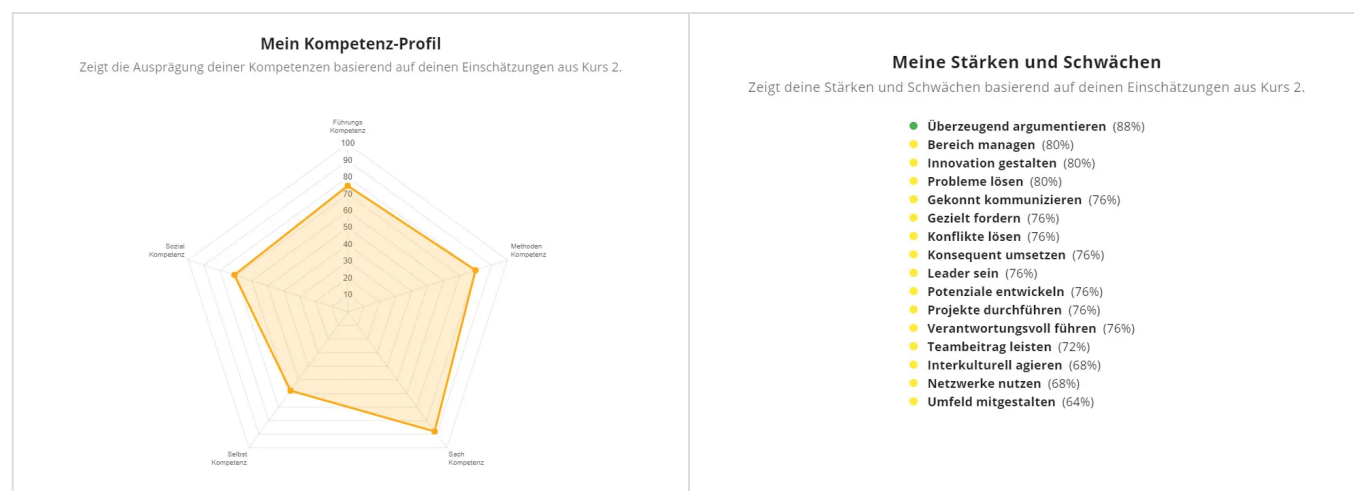 Mein Kompetenz-Profil
Zeigt die Ausprägung deiner Kompetenzen basierend auf deinen Einschätzungen aus Kurs 2.
Führungs
Kompetenz
100
90
80
70
60
50
40
30
20
10
Methoden
Kompetenz
Sach
Kompetenz
Selbst
Kompetenz
Sozial
Kompetenz
Meine Stärken und Schwächen
Zeigt deine Stärken und Schwächen basierend auf deinen Einschätzungen aus Kurs 2.
Überzeugend argumentieren (88%)
Bereich managen (80%)
Innovation gestalten (80%)
Probleme lösen (80%)
Gekonnt kommunizieren (76%)
Gezielt fordern (76%)
Konflikte lösen (76%)
Konsequent umsetzen (76%)
Leader sein (76%)
Potenziale entwickeln (76%)
Projekte durchführen (76%)
Verantwortungsvoll führen (76%)
Teambeitrag leisten (72%)
Interkulturell agieren (68%)
Netzwerke nutzen (68%)
Umfeld mitgestalten (64%)